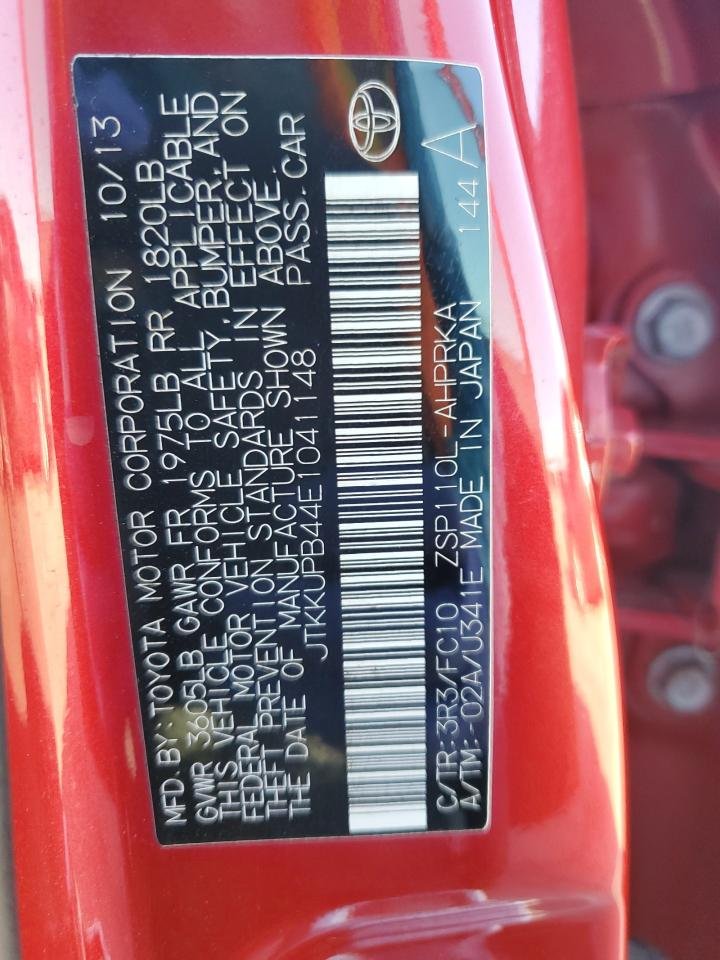 MFD. BY: TOYOTA MOTOR CORPORATION 10/13
GVWR 3605LB GAWR FR 1975LB RR 1820LB
THIS VEHICLE CONFORMS TO ALL APPLICABLE
FEDERAL MOTOR VEHICLE SAFETY, BUMPER, AND
THEFT PREVENTION STANDARDS IN EFFECT ON
THE DATE OF MANUFACTURE SHOWN ABOVE.
JTKKUPB44E1041148 PASS. CAR
C/TR: 3R3/FC10 ZSP110L-AHPRKA
A/TM: -02A/U341E MADE IN JAPAN 144 A